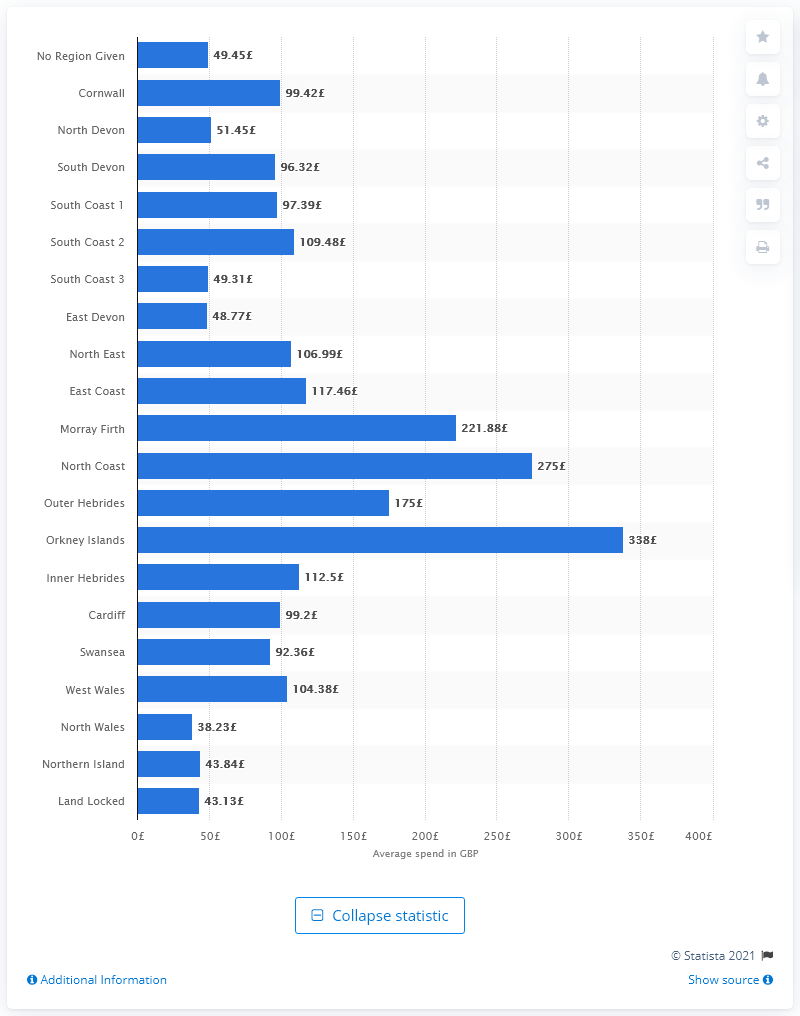 No Region Given 49.45£
Cornwall 99.42£
North Devon 51.45£
South Devon 96.32£
South Coast 1 97.39£
South Coast 2 109.48£
South Coast 3 49.31£
East Devon 48.77£
North East 106.99£
East Coast 117.46£
Morray Firth 221.88£
North Coast 275£
Outer Hebrides 175£
Orkney Islands 338£
Inner Hebrides 112.5£
Cardiff 99.2£
Swansea 92.36£
West Wales 104.38£
North Wales 38.23£
Northern Island 43.84£
Land Locked 43.13£
0£ 50£ 100£ 150£ 200£ 250£ 300£ 350£ 400£
Average spend in GBP
Collapse statistic
© Statista 2021
Additional Information Show source